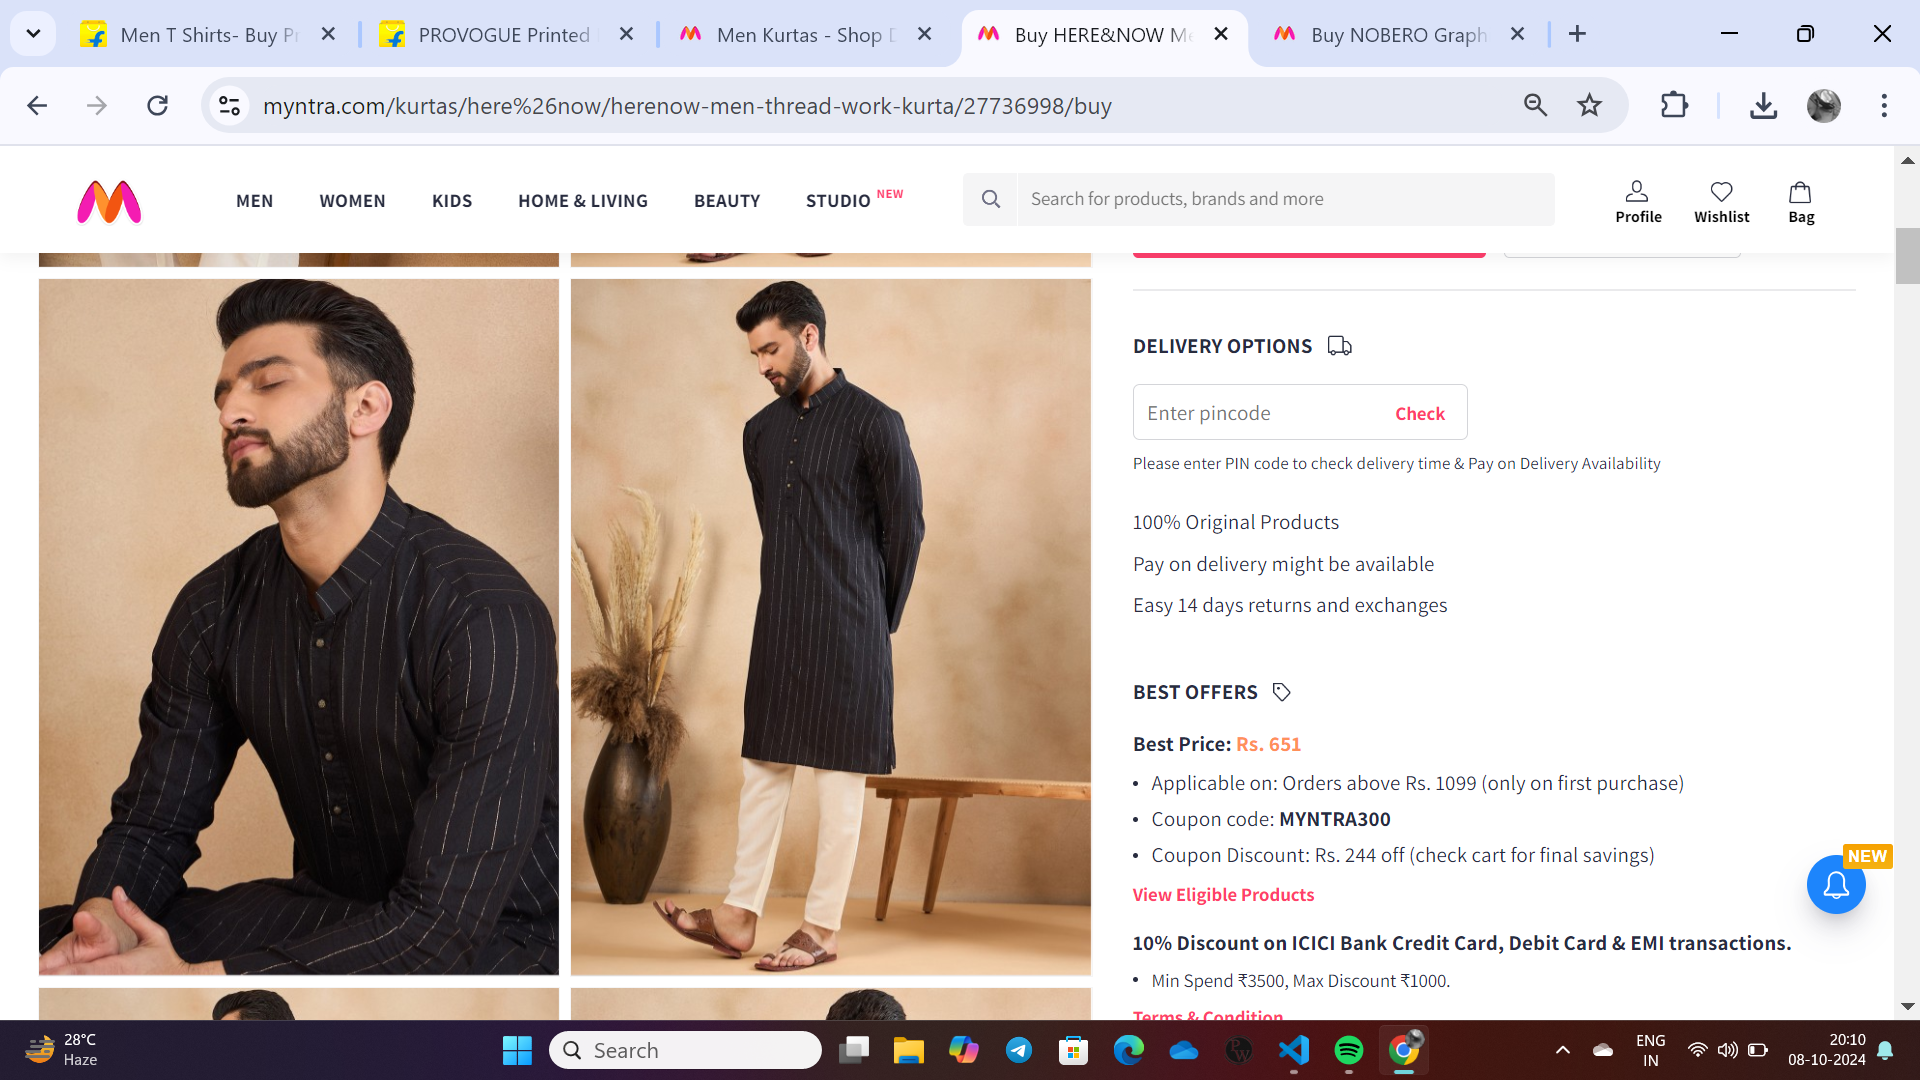 Men T Shirts- Buy Pr
PROVOGUE Printed
Men Kurtas - Shop D
Buy HERE&NOW Me
Buy NOBERO Graph
myntra.com/kurtas/here%26now/herenow-men-thread-work-kurta/27736998/buy
MEN
WOMEN
KIDS
HOME & LIVING
BEAUTY
STUDIO NEW
Search for products, brands and more
Profile
Wishlist
Bag
DELIVERY OPTIONS
Enter pincode
Check
Please enter PIN code to check delivery time & Pay on Delivery Availability
100% Original Products
Pay on delivery might be available
Easy 14 days returns and exchanges
BEST OFFERS
Best Price: Rs. 651
• Applicable on: Orders above Rs. 1099 (only on first purchase)
• Coupon code: MYNTRA300
• Coupon Discount: Rs. 244 off (check cart for final savings)
NEW
View Eligible Products
10% Discount on ICICI Bank Credit Card, Debit Card & EMI transactions.
• Min Spend ₹3500, Max Discount ₹1000.
Terms & Condition
28°C
Haze
Search
ENG
IN
20:10
08-10-2024